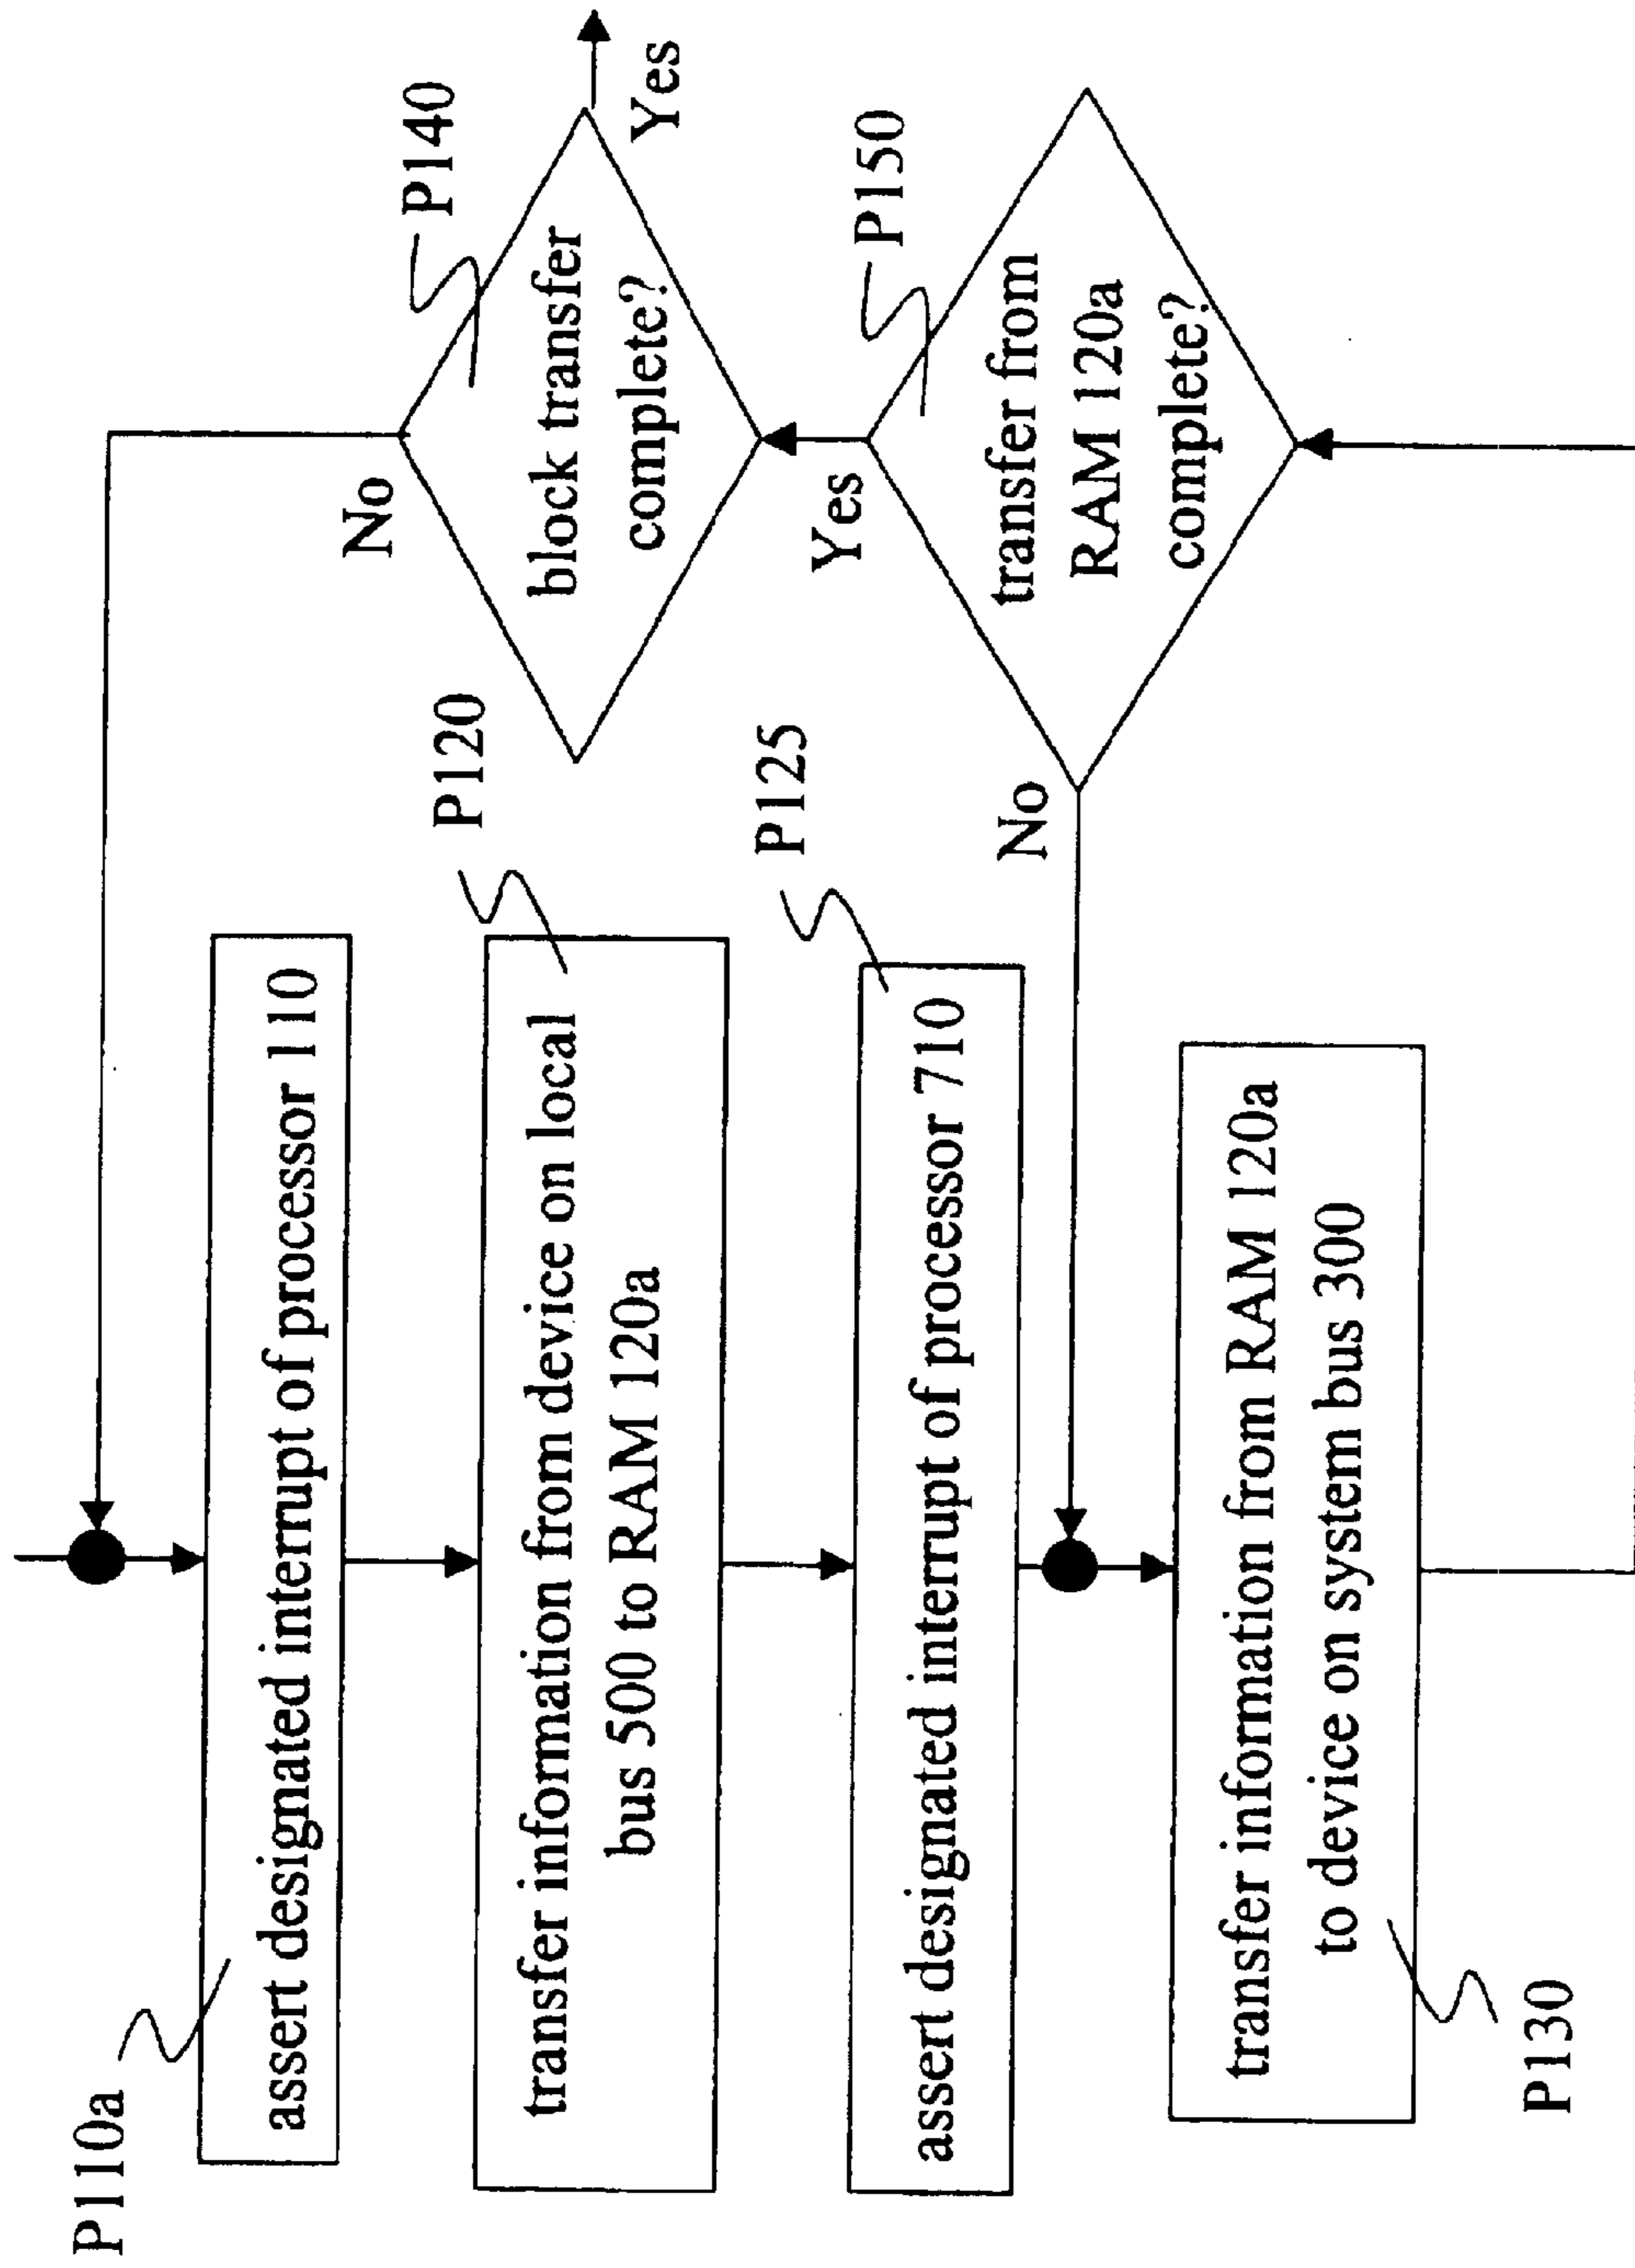 P110a
assert designated interrupt of processor 110
P120
transfer information from device on local
bus 500 to RAM 120a
P125
assert designated interrupt of processor 710
transfer information from RAM 120a
to device on system bus 300
P130
No
P140
block transfer
complete?
Yes
Yes
P150
transfer from
RAM 120a
complete?
No